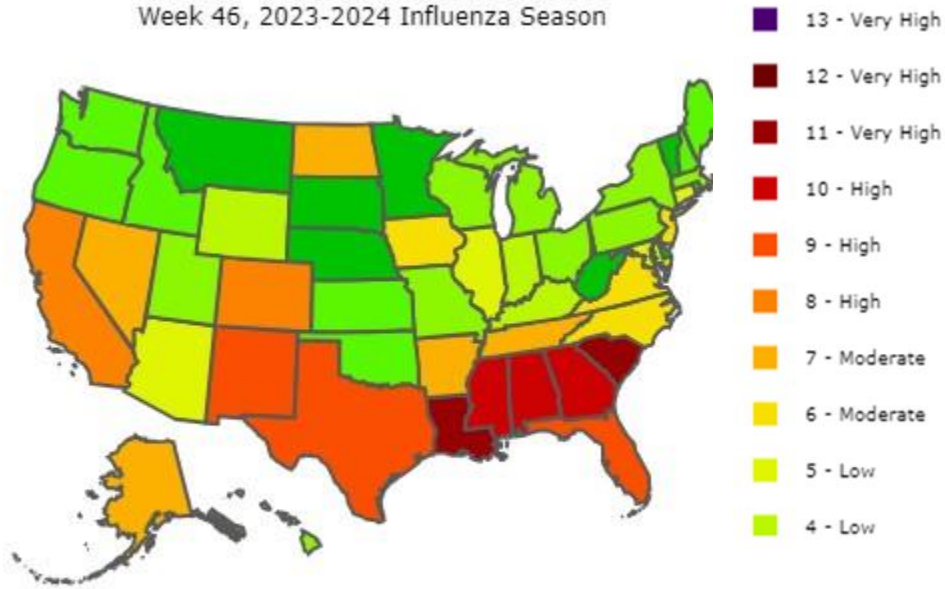 Week 46, 2023-2024 Influenza Season
13 - Very High
12 - Very High
11 - Very High
10 - High
9 - High
8 - High
7 - Moderate
6 - Moderate
5 - Low
4 - Low